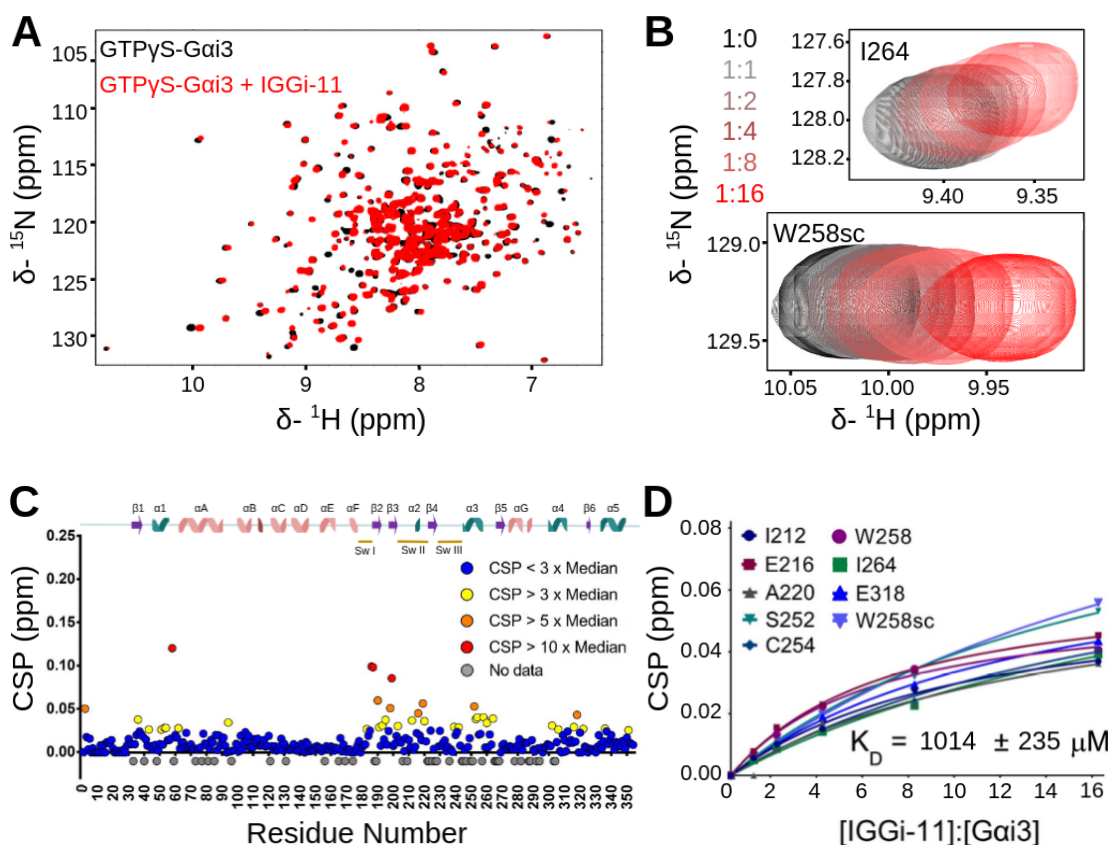 A
GTPγS-Gαi3
GTPγS-Gαi3 + IGGi-11
105
110
115
120
125
130
δ- ¹⁵N (ppm)
10 9 8 7
δ- ¹H (ppm)
B
1:0
1:1
1:2
1:4
1:8
1:16
I264
127.6
127.8
128.0
128.2
9.40 9.35
W258sc
129.0
129.5
δ- ¹⁵N (ppm)
10.05 10.00 9.95
δ- ¹H (ppm)
C
β1 α1 αA αB αC αD αE αF β2 β3 α2 β4 α3 β5 αG α4 β6 α5
Sw I Sw II Sw III
0.25
0.20
0.15
0.10
0.05
0.00
CSP (ppm)
CSP < 3 x Median
CSP > 3 x Median
CSP > 5 x Median
CSP > 10 x Median
No data
0 10 20 30 40 50 60 70 80 90 100 110 120 130 140 150 160 170 180 190 200 210 220 230 240 250 260 270 280 290 300 310 320 330 340 350
Residue Number
D
0.08
0.06
0.04
0.02
0.00
CSP (ppm)
I212 W258
E216 I264
A220 E318
S252 W258sc
C254
K_D = 1014 ± 235 μM
0 2 4 6 8 10 12 14 16
[IGGi-11]:[Gαi3]